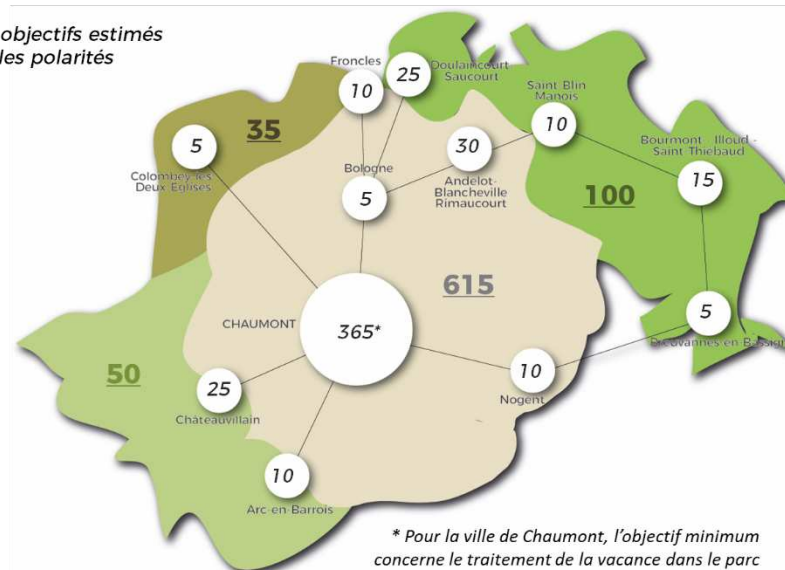 objectifs estimés
les polarités
Froncles
10
25
Doulaincourt
Saucourt
Saint Blin
Manois
10
35
5
Colombey-les
Deux Eglises
Bologne
5
30
Andelot-
Blancheville
Rimaucourt
Bourmont - Illoud -
Saint Thiebaud
15
100
615
CHAUMONT
365*
5
50
25
Châteauvillain
10
Nogent
10
Arc-en-Barrois
* Pour la ville de Chaumont, l'objectif minimum
concerne le traitement de la vacance dans le parc